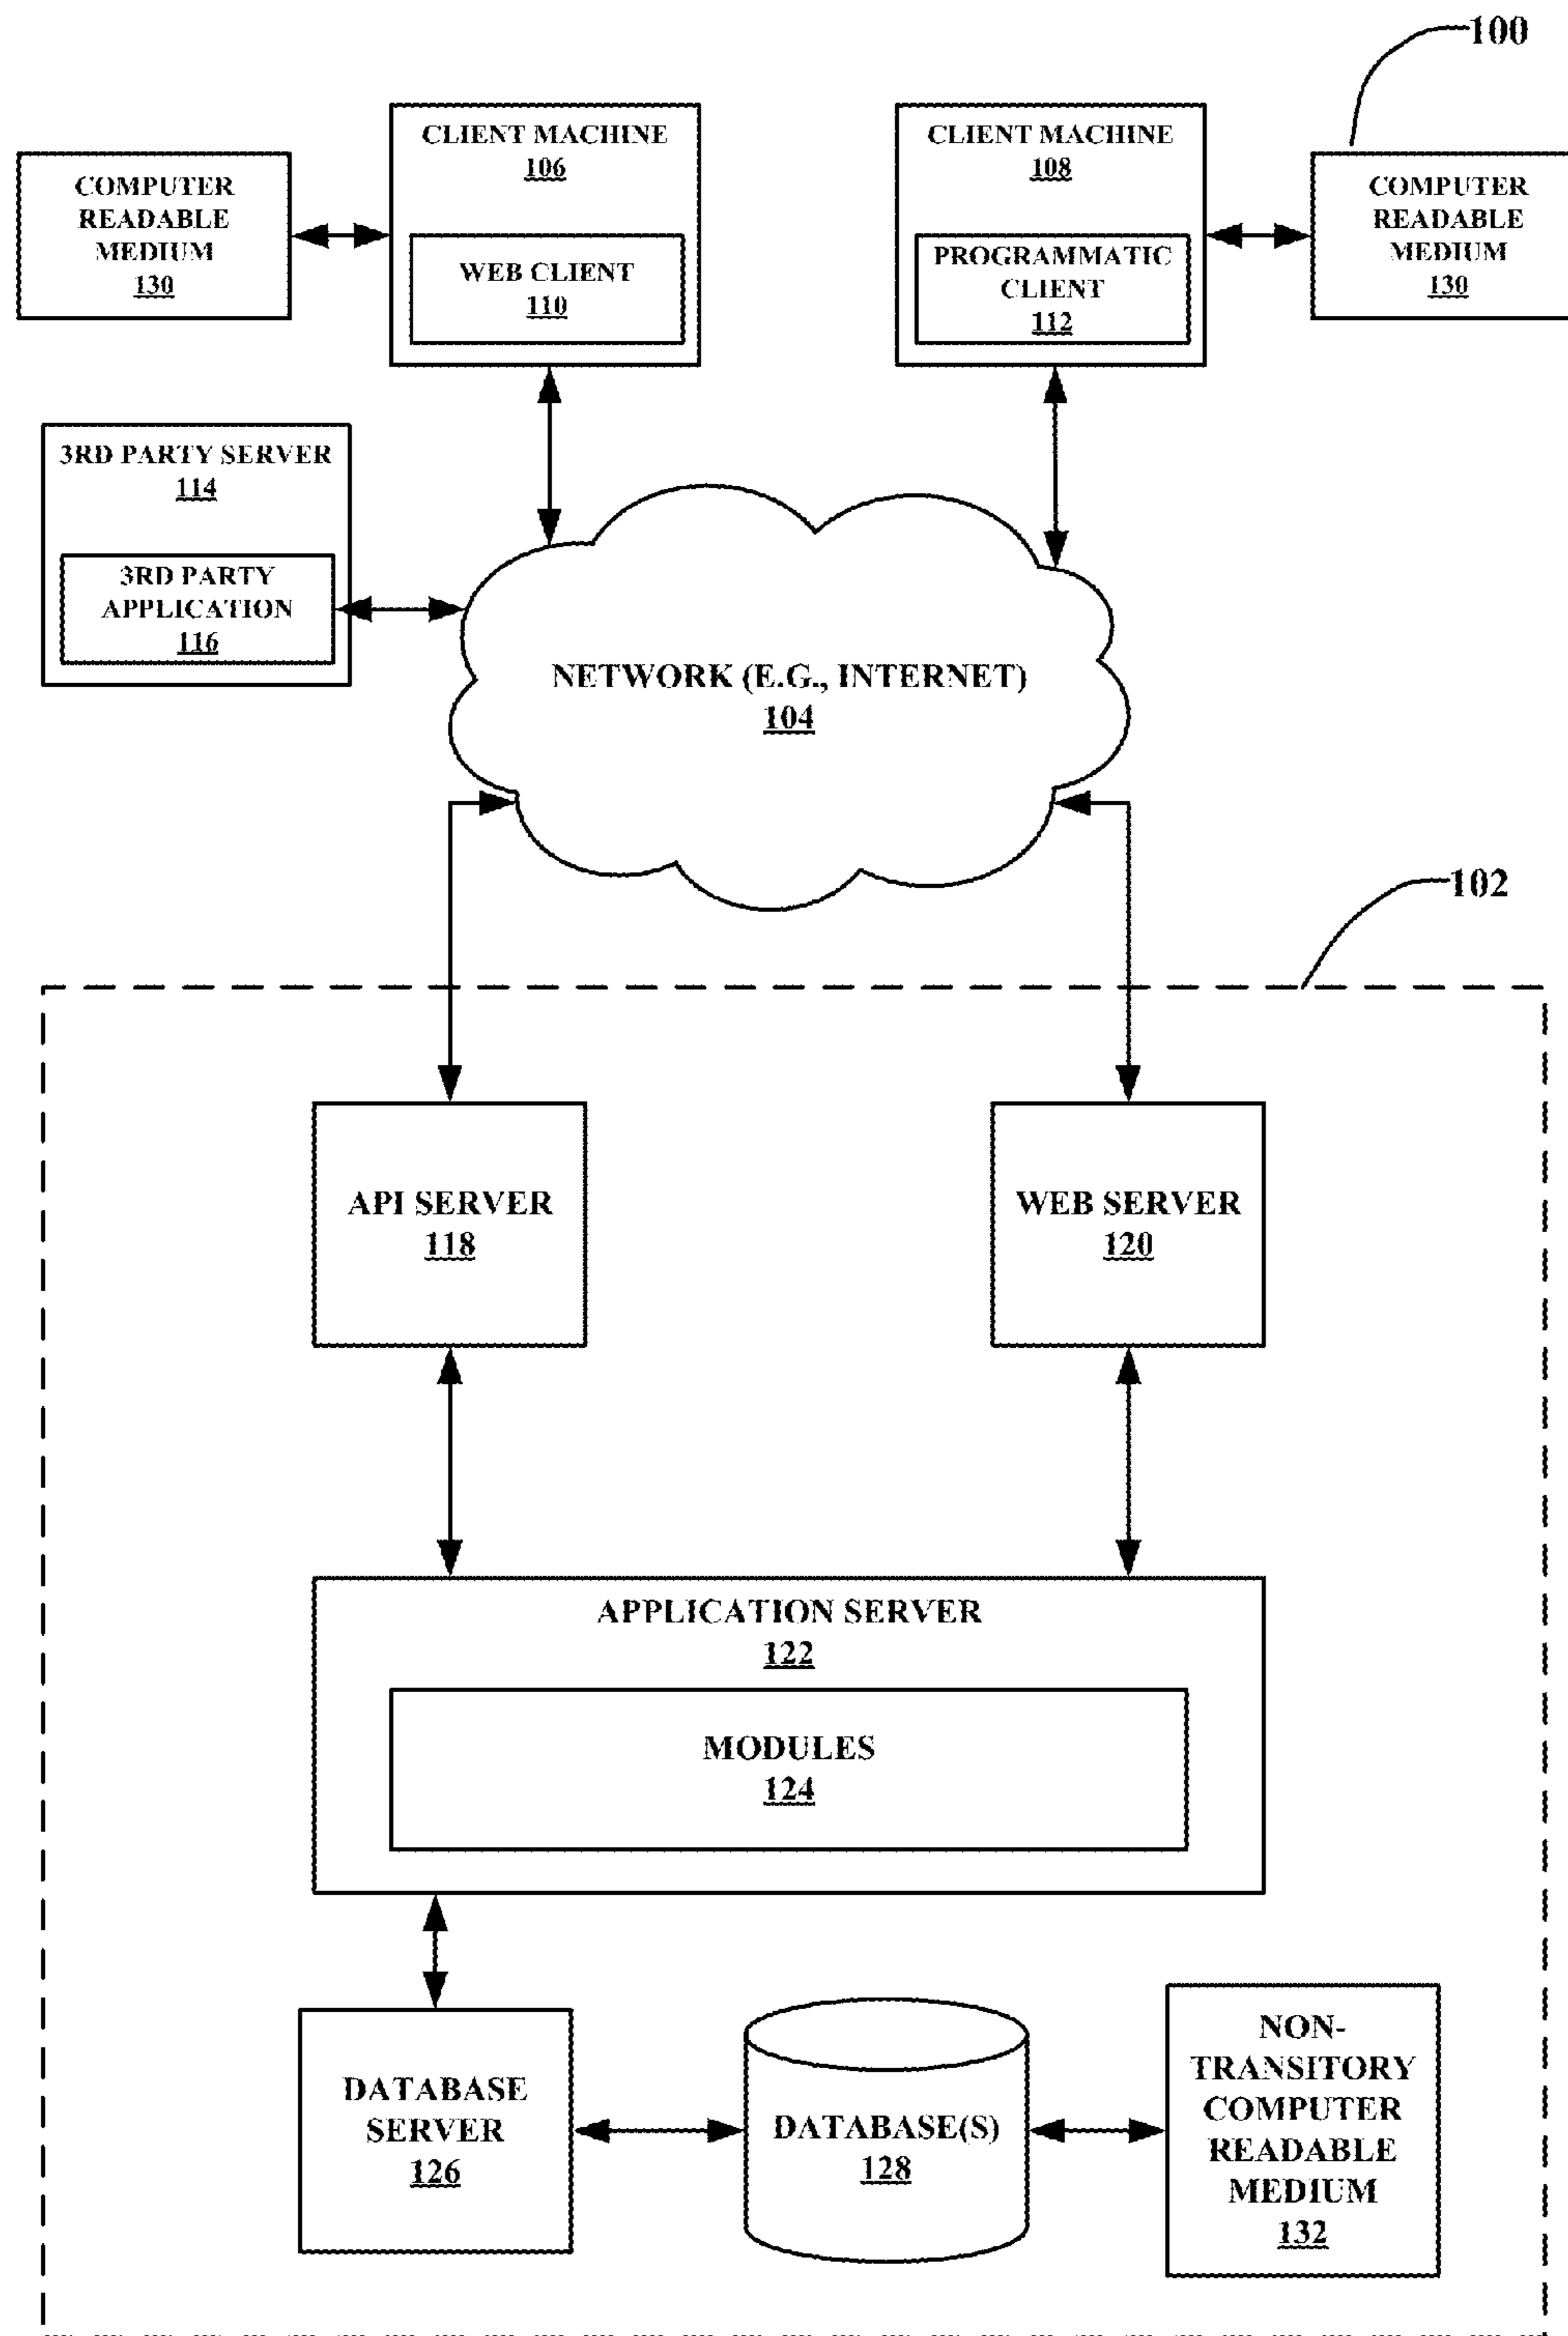 100
CLIENT MACHINE
106
CLIENT MACHINE
108
COMPUTER
READABLE
MEDIUM
130
WEB CLIENT
110
PROGRAMMATIC
CLIENT
112
COMPUTER
READABLE
MEDIUM
130
3RD PARTY SERVER
114
3RD PARTY
APPLICATION
116
NETWORK (E.G., INTERNET)
104
102
API SERVER
118
WEB SERVER
120
APPLICATION SERVER
122
MODULES
124
DATABASE
SERVER
126
DATABASE(S)
128
NON-
TRANSITORY
COMPUTER
READABLE
MEDIUM
132